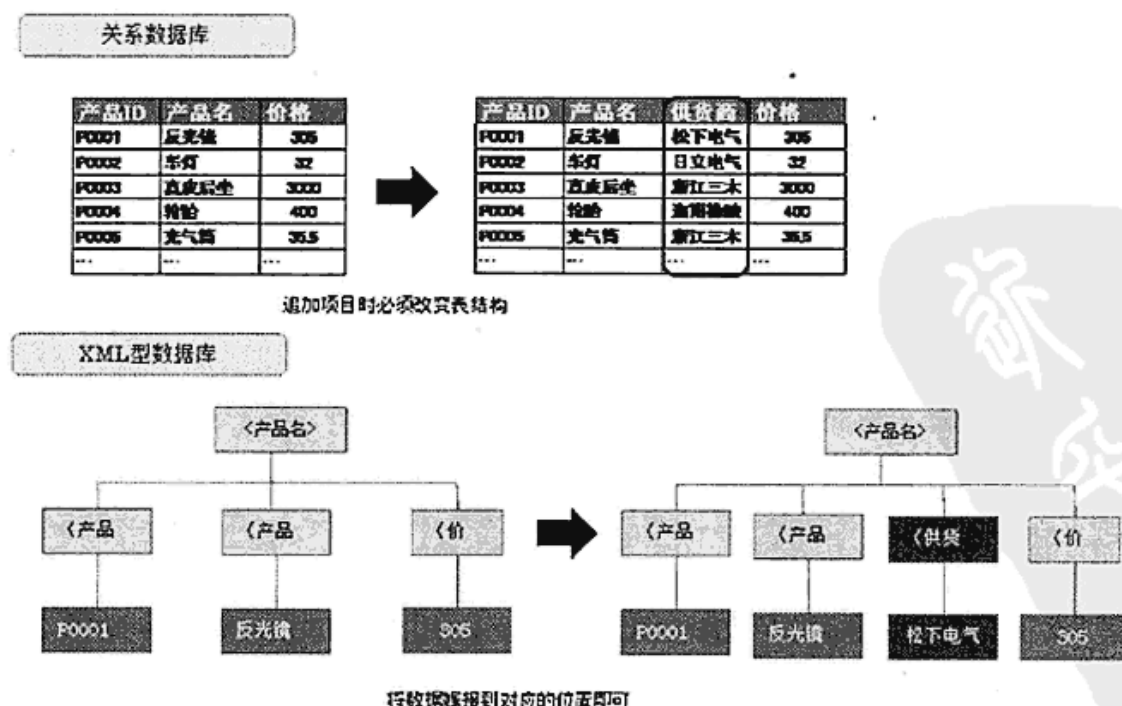 关系数据库
产品ID 产品名 价格
P0001 反光镜 305
P0002 车灯 32
P0003 真皮后坐 3000
P0004 轮胎 400
P0005 充气筒 35.5
... ... ...
产品ID 产品名 供货商 价格
P0001 反光镜 松下电气 305
P0002 车灯 日立电气 32
P0003 真皮后坐 浙江三木 3000
P0004 轮胎 400
P0005 充气筒 浙江三木 35.5
... ... ... ...
追加项目时必须改变表结构
XML型数据库
<产品名>
<产品 <产品 <价
P0001 反光镜 305
<产品名>
<产品 <产品 <供货 <价
P0001 反光镜 松下电气 305
将数据 到对应的位置即可